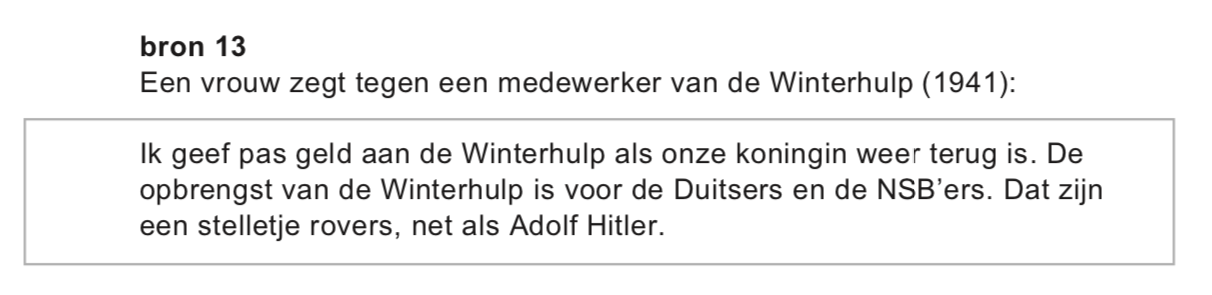 bron 13
Een vrouw zegt tegen een medewerker van de Winterhulp (1941):
Ik geef pas geld aan de Winterhulp als onze koningin weer terug is. De
opbrengst van de Winterhulp is voor de Duitsers en de NSB’ers. Dat zijn
een stelletje rovers, net als Adolf Hitler.